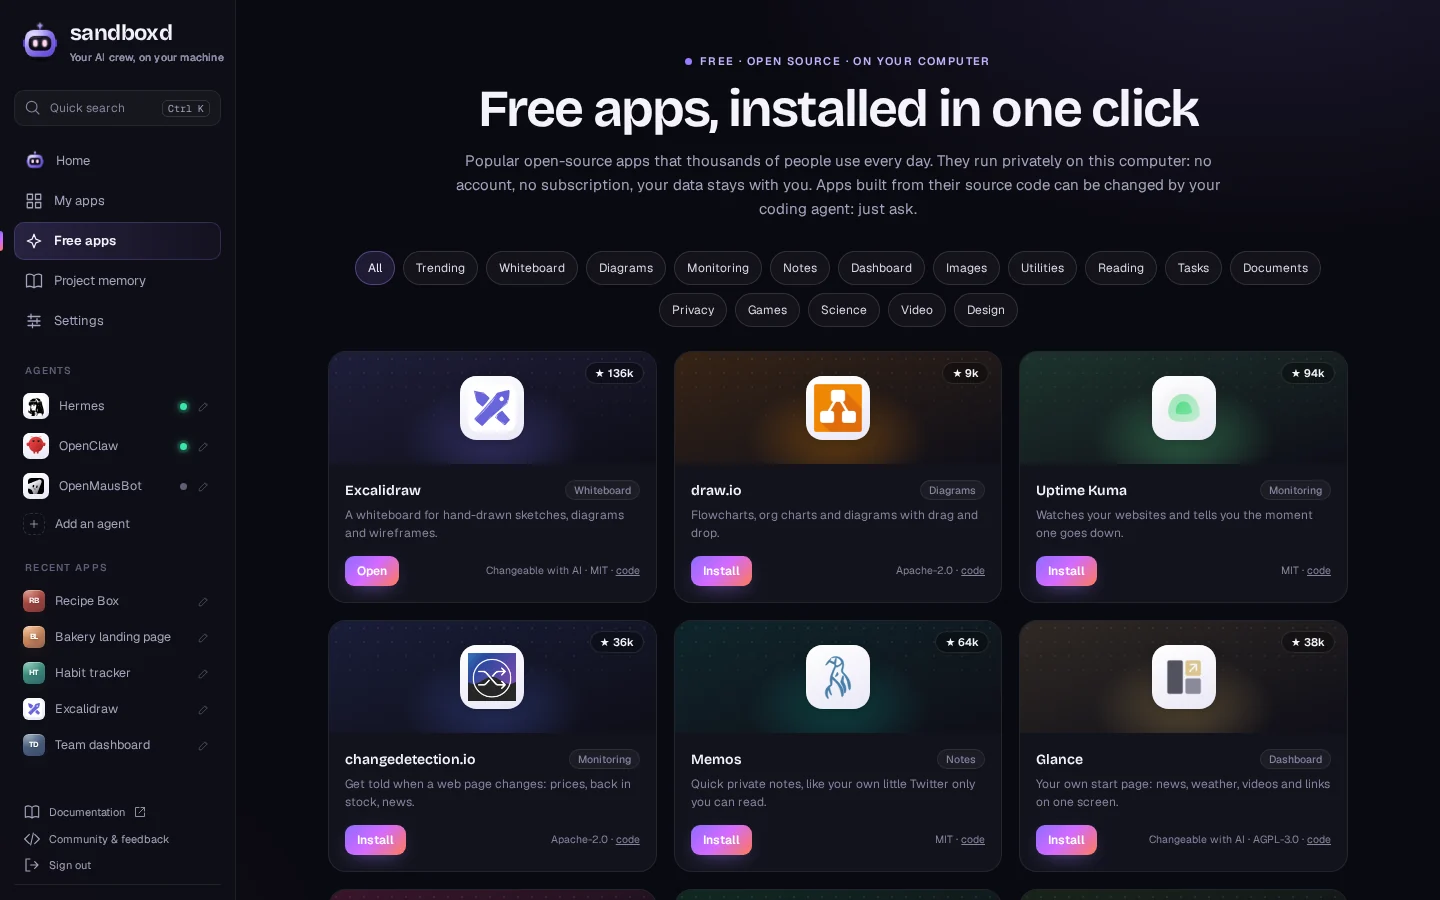 sandboxd
Your AI crew, on your machine
Quick search
Ctrl K
Home
My apps
Free apps
Project memory
Settings
AGENTS
Hermes
OpenClaw
OpenMausBot
Add an agent
RECENT APPS
RB Recipe Box
BL Bakery landing page
HT Habit tracker
Excalidraw
TD Team dashboard
Documentation
Community & feedback
Sign out
FREE · OPEN SOURCE · ON YOUR COMPUTER
Free apps, installed in one click
Popular open-source apps that thousands of people use every day. They run privately on this computer: no
account, no subscription, your data stays with you. Apps built from their source code can be changed by your
coding agent: just ask.
All Trending Whiteboard Diagrams Monitoring Notes Dashboard Images Utilities Reading Tasks Documents
Privacy Games Science Video Design
★ 136k
Excalidraw
Whiteboard
A whiteboard for hand-drawn sketches, diagrams
and wireframes.
Open
Changeable with AI · MIT · code
★ 9k
draw.io
Diagrams
Flowcharts, org charts and diagrams with drag and
drop.
Install
Apache-2.0 · code
★ 94k
Uptime Kuma
Monitoring
Watches your websites and tells you the moment
one goes down.
Install
MIT · code
★ 36k
changedetection.io
Monitoring
Get told when a web page changes: prices, back in
stock, news.
Install
Apache-2.0 · code
★ 64k
Memos
Notes
Quick private notes, like your own little Twitter only
you can read.
Install
MIT · code
★ 38k
Glance
Dashboard
Your own start page: news, weather, videos and links
on one screen.
Install
Changeable with AI · AGPL-3.0 · code